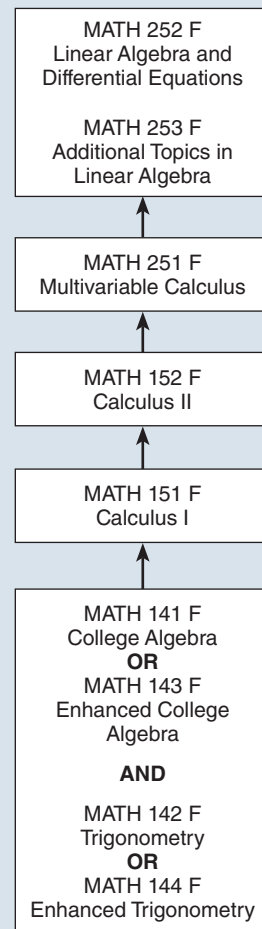 MATH 252 F
Linear Algebra and
Differential Equations
MATH 253 F
Additional Topics in
Linear Algebra
MATH 251 F
Multivariable Calculus
MATH 152 F
Calculus II
MATH 151 F
Calculus I
MATH 141 F
College Algebra
OR
MATH 143 F
Enhanced College
Algebra
AND
MATH 142 F
Trigonometry
OR
MATH 144 F
Enhanced Trigonometry